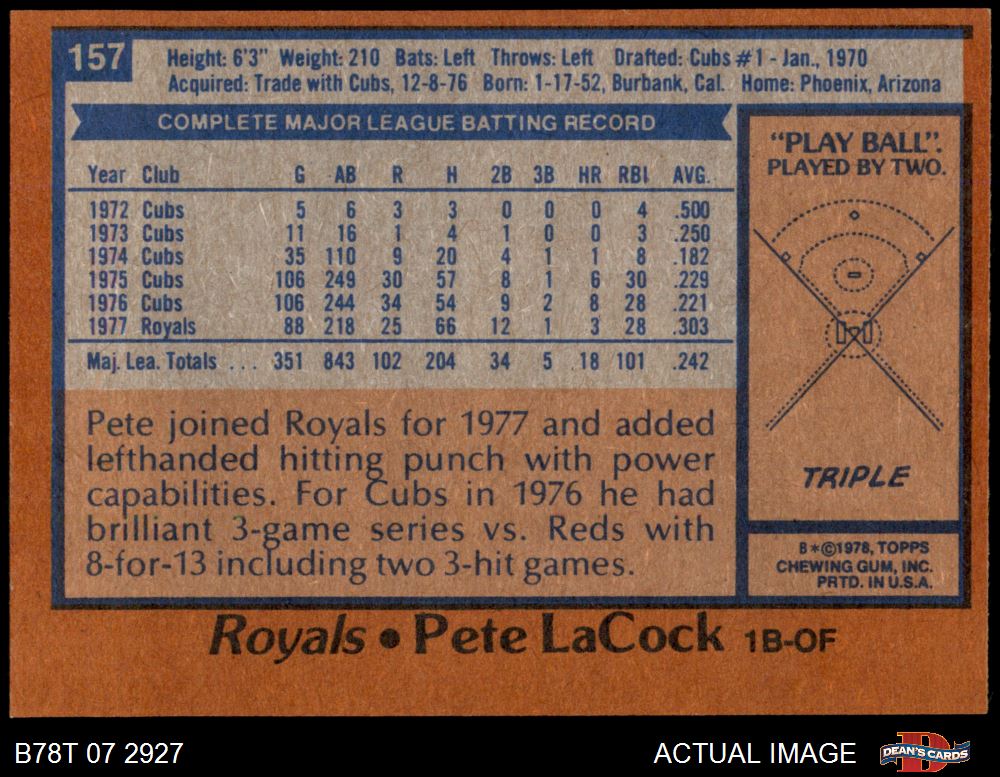 157
Height: 6'3" Weight: 210 Bats: Left Throws: Left Drafted: Cubs #1 - Jan., 1970
Acquired: Trade with Cubs, 12-8-76 Born: 1-17-52, Burbank, Cal. Home: Phoenix, Arizona
COMPLETE MAJOR LEAGUE BATTING RECORD
Year Club G AB R H 2B 3B HR RBI AVG.
1972 Cubs 5 6 3 3 0 0 0 4 .500
1973 Cubs 11 16 1 4 1 0 0 3 .250
1974 Cubs 35 110 9 20 4 1 1 8 .182
1975 Cubs 106 249 30 57 8 1 6 30 .229
1976 Cubs 106 244 34 54 9 2 8 28 .221
1977 Royals 88 218 25 66 12 1 3 28 .303
Maj. Lea. Totals . . . 351 843 102 204 34 5 18 101 .242
Pete joined Royals for 1977 and added
lefthanded hitting punch with power
capabilities. For Cubs in 1976 he had
brilliant 3-game series vs. Reds with
8-for-13 including two 3-hit games.
"PLAY BALL".
PLAYED BY TWO.
TRIPLE
B*©1978, TOPPS
CHEWING GUM, INC.
PRTD. IN U.S.A.
Royals • Pete LaCock 1B-OF
B78T 07 2927
ACTUAL IMAGE
D
DEAN'S CARDS